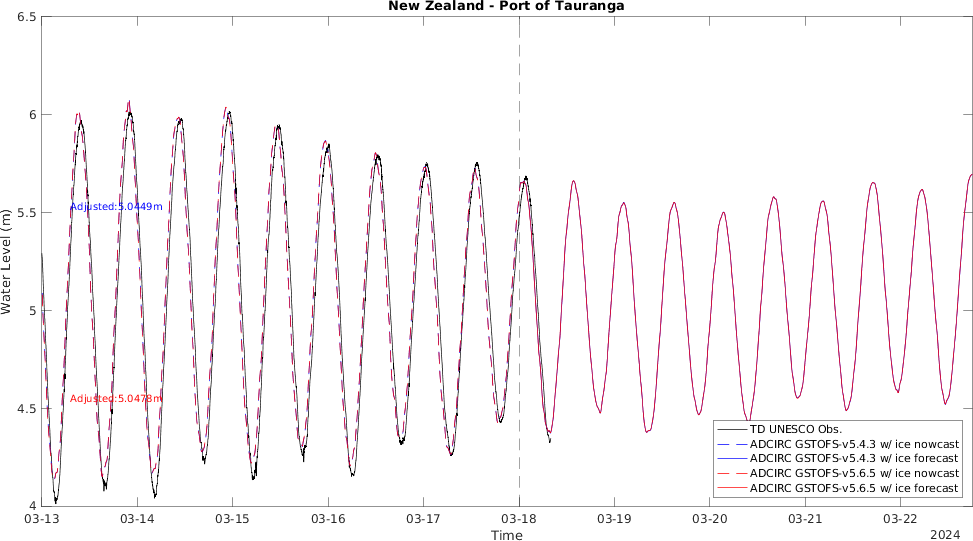 New Zealand - Port of Tauranga
6.5
6
5.5
5
4.5
4
Water Level (m)
Adjusted:5.0449m
Adjusted:5.0478m
TD UNESCO Obs.
ADCIRC GSTOFS-v5.4.3 w/ ice nowcast
ADCIRC GSTOFS-v5.4.3 w/ ice forecast
ADCIRC GSTOFS-v5.6.5 w/ ice nowcast
ADCIRC GSTOFS-v5.6.5 w/ ice forecast
03-13 03-14 03-15 03-16 03-17 03-18 03-19 03-20 03-21 03-22
Time
2024